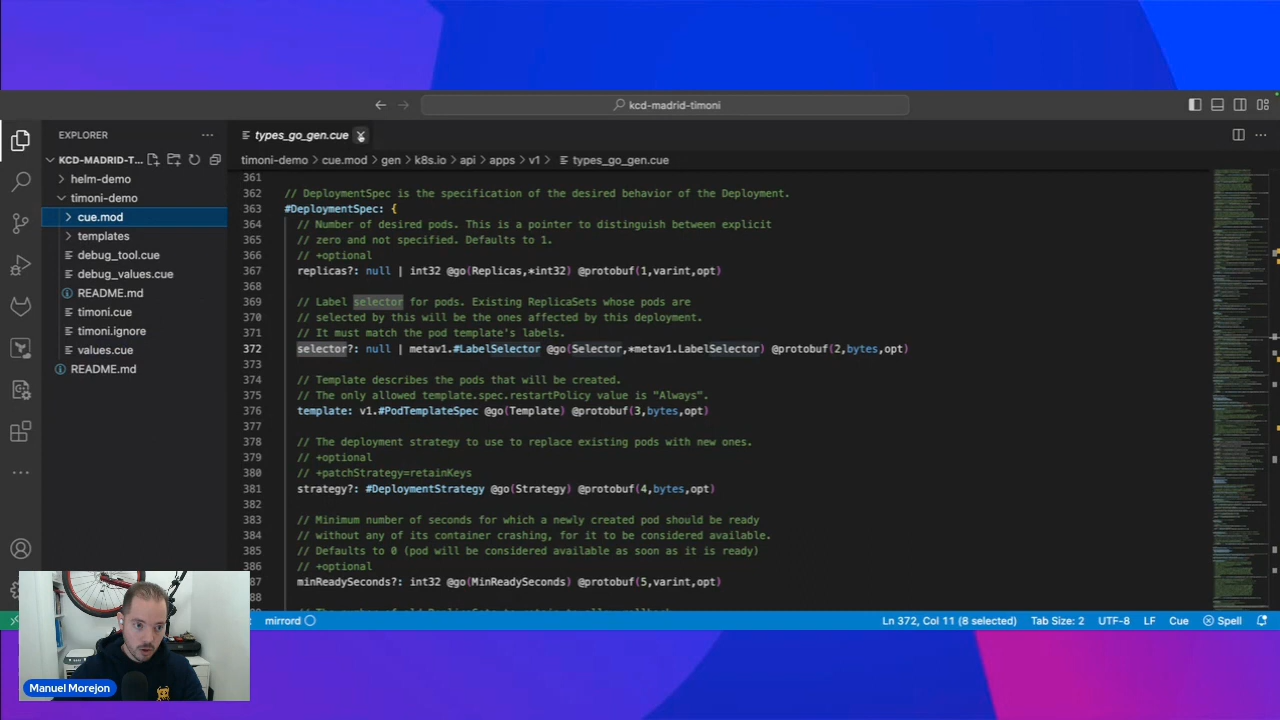 kcd-madrid-timoni
EXPLORER
types_go_gen.cue
KCD-MADRID-T...
timoni-demo > cue.mod > gen > k8s.io > api > apps > v1 > types_go_gen.cue
helm-demo
timoni-demo
cue.mod
templates
debug_tool.cue
debug_values.cue
README.md
timoni.cue
timoni.ignore
values.cue
README.md
361
362 // DeploymentSpec is the specification of the desired behavior of the Deployment.
363 #DeploymentSpec: {
364 // Number of desired pods. This is a pointer to distinguish between explicit
365 // zero and not specified. Defaults to 1.
366 // +optional
367 replicas?: null | int32 @go(Replicas,*int32) @protobuf(1,varint,opt)
368
369 // Label selector for pods. Existing ReplicaSets whose pods are
370 // selected by this will be the ones affected by this deployment.
371 // It must match the pod template's labels.
372 selector?: null | metav1.#LabelSelector @go(Selector,*metav1.LabelSelector) @protobuf(2,bytes,opt)
373
374 // Template describes the pods that will be created.
375 // The only allowed template.spec.restartPolicy value is "Always".
376 template: v1.#PodTemplateSpec @go(Template) @protobuf(3,bytes,opt)
377
378 // The deployment strategy to use to replace existing pods with new ones.
379 // +optional
380 // +patchStrategy=retainKeys
381 strategy?: #DeploymentStrategy @go(Strategy) @protobuf(4,bytes,opt)
382
383 // Minimum number of seconds for which a newly created pod should be ready
384 // without any of its container crashing, for it to be considered available.
385 // Defaults to 0 (pod will be considered available as soon as it is ready)
386 // +optional
387 minReadySeconds?: int32 @go(MinReadySeconds) @protobuf(5,varint,opt)
mirrord
Ln 372, Col 11 (8 selected)
Tab Size: 2
UTF-8
LF
Cue
Spell
Manuel Morejon